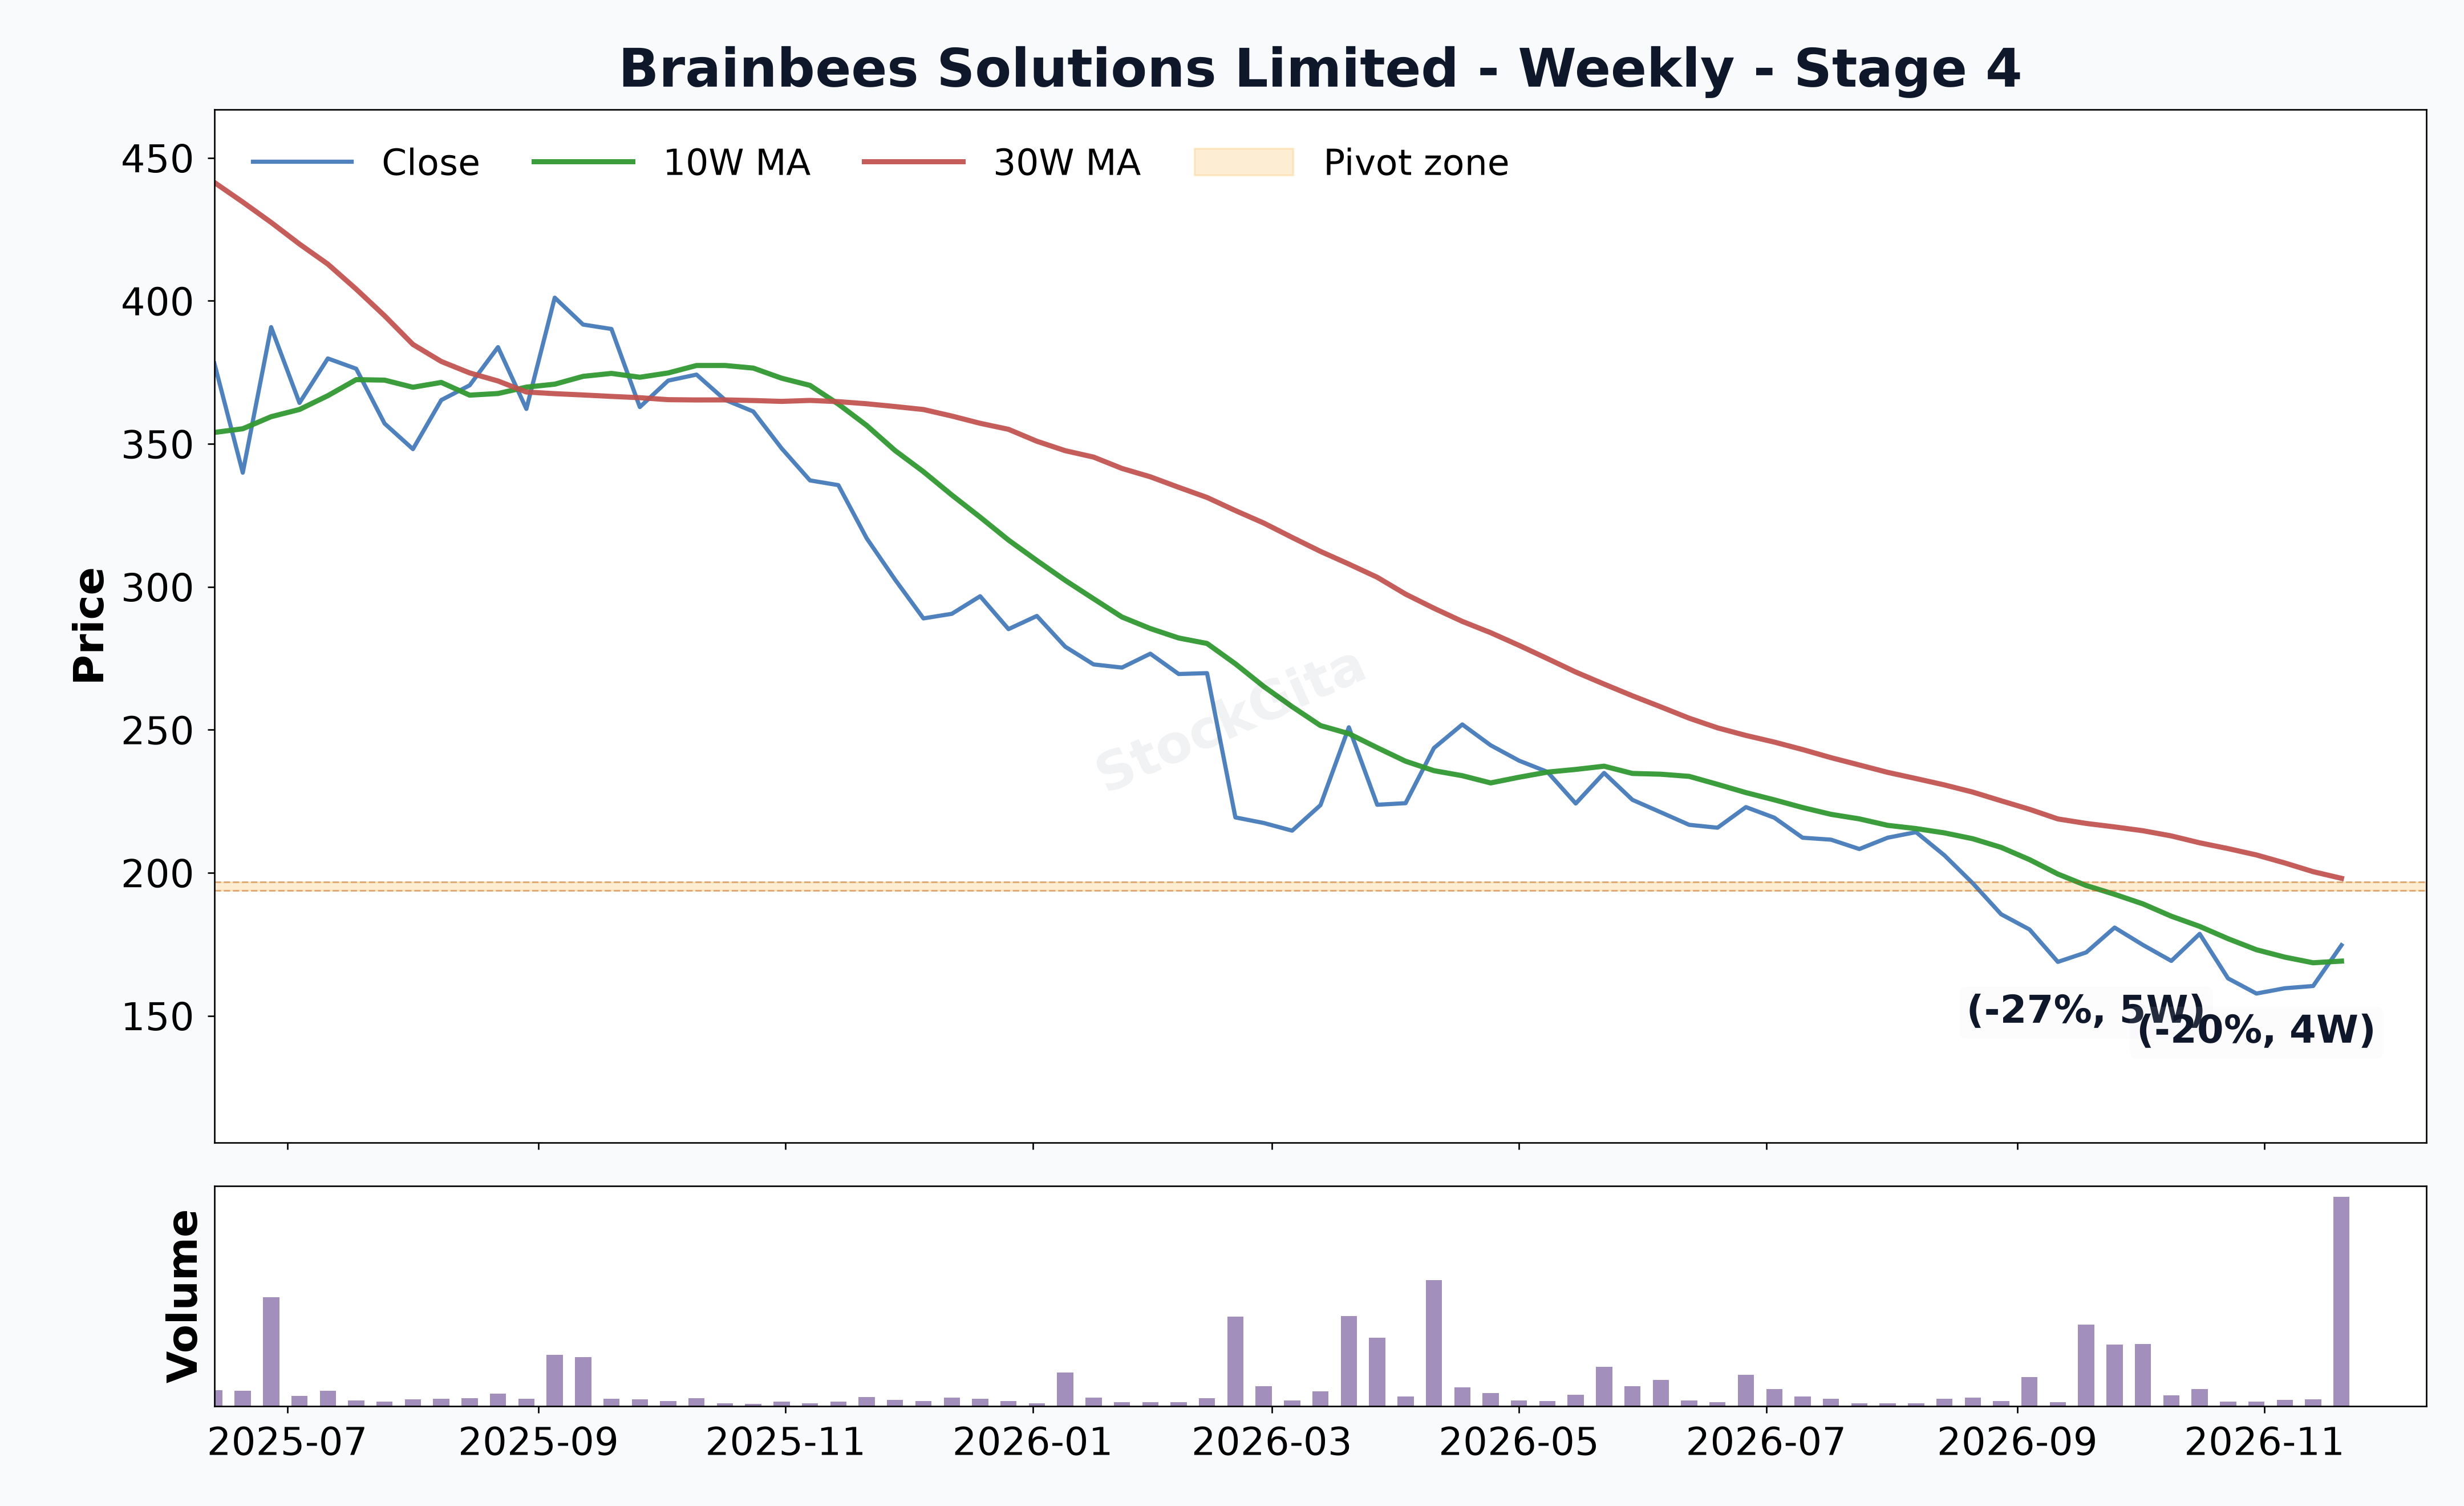 Brainbees Solutions Limited - Weekly - Stage 4
Close 10W MA 30W MA Pivot zone
Price
450
400
350
300
250
200
150
StockGita
(-27%, 5W)
(-20%, 4W)
Volume
2025-07 2025-09 2025-11 2026-01 2026-03 2026-05 2026-07 2026-09 2026-11